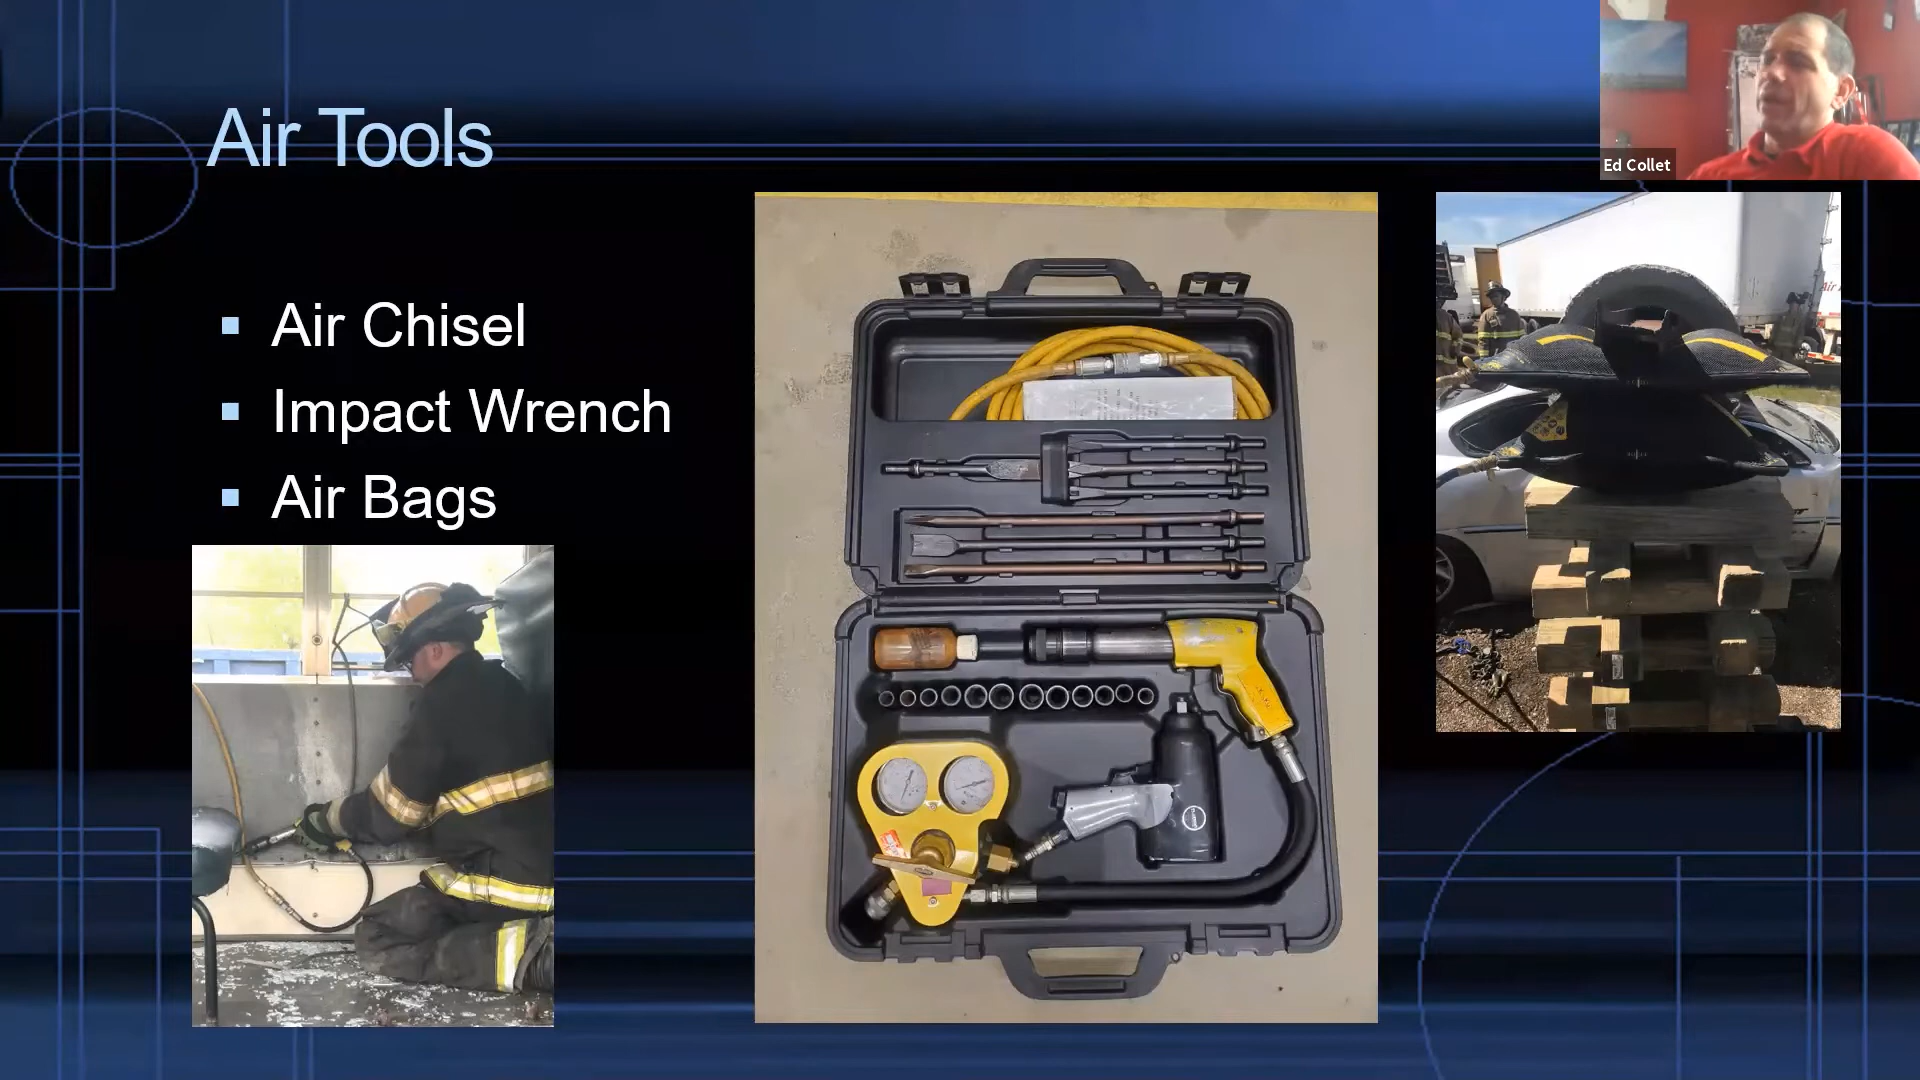 Air Tools
Ed Collet
Air Chisel
Impact Wrench
Air Bags